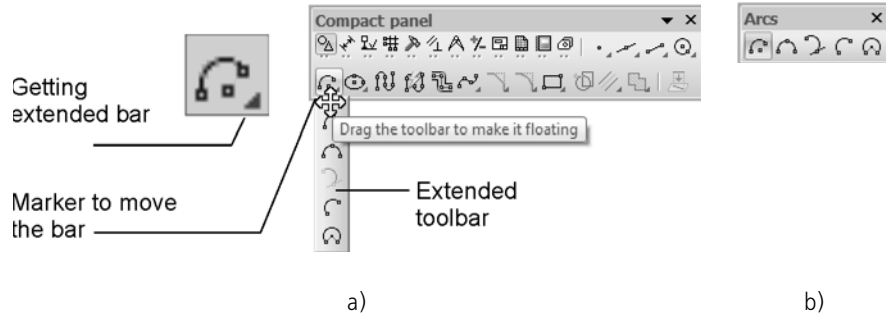 Compact panel
Arcs
Getting
extended bar
Drag the toolbar to make it floating
Marker to move
the bar
Extended
toolbar
a)
b)